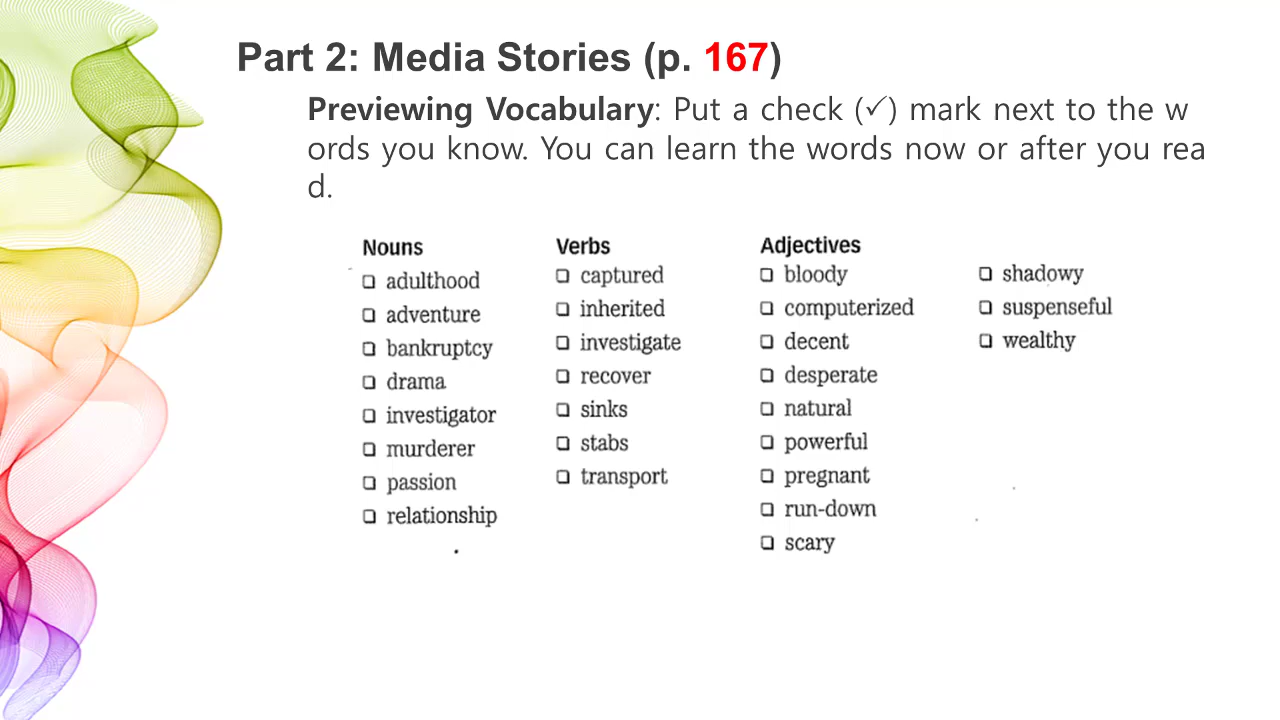 Part 2: Media Stories (p. 167)
Previewing Vocabulary: Put a check (✓) mark next to the w
ords you know. You can learn the words now or after you rea
d.
Nouns
❑ adulthood
❑ adventure
❑ bankruptcy
❑ drama
❑ investigator
❑ murderer
❑ passion
❑ relationship
Verbs
❑ captured
❑ inherited
❑ investigate
❑ recover
❑ sinks
❑ stabs
❑ transport
Adjectives
❑ bloody
❑ computerized
❑ decent
❑ desperate
❑ natural
❑ powerful
❑ pregnant
❑ run-down
❑ scary
❑ shadowy
❑ suspenseful
❑ wealthy